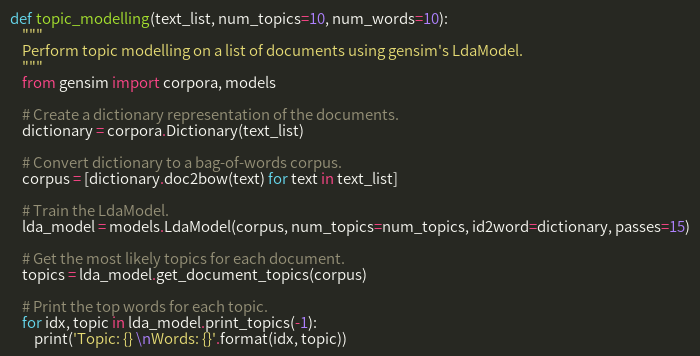 def topic_modelling(text_list, num_topics=10, num_words=10):
    """
    Perform topic modelling on a list of documents using gensim's LdaModel.
    """
    from gensim import corpora, models

    # Create a dictionary representation of the documents.
    dictionary = corpora.Dictionary(text_list)

    # Convert dictionary to a bag-of-words corpus.
    corpus = [dictionary.doc2bow(text) for text in text_list]

    # Train the LdaModel.
    lda_model = models.LdaModel(corpus, num_topics=num_topics, id2word=dictionary, passes=15)

    # Get the most likely topics for each document.
    topics = lda_model.get_document_topics(corpus)

    # Print the top words for each topic.
    for idx, topic in lda_model.print_topics(-1):
        print('Topic: {} \nWords: {}'.format(idx, topic))